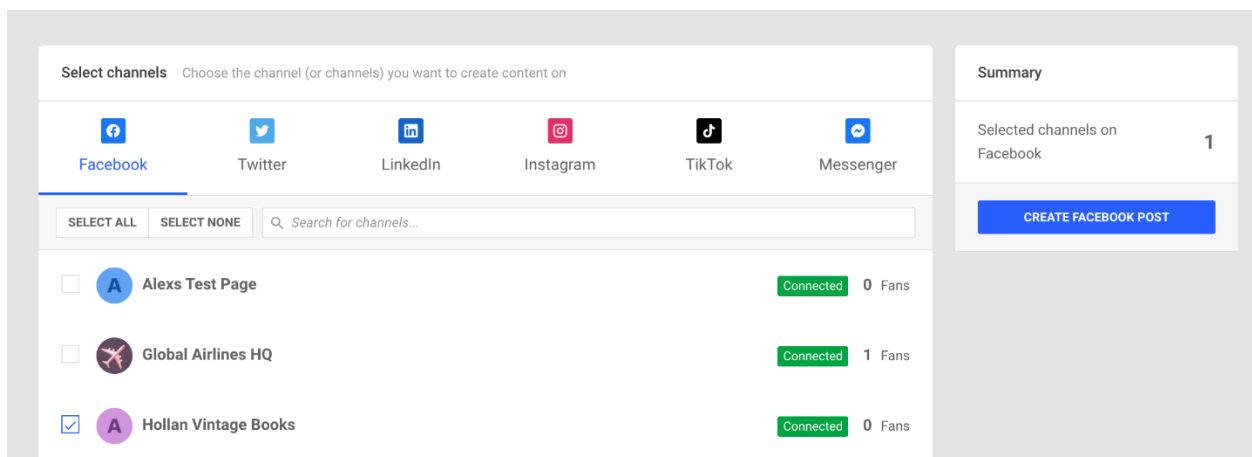 Select channels Choose the channel (or channels) you want to create content on
Facebook Twitter LinkedIn Instagram TikTok Messenger
SELECT ALL SELECT NONE Search for channels...
A Alexs Test Page Connected 0 Fans
Global Airlines HQ Connected 1 Fans
A Hollan Vintage Books Connected 0 Fans
Summary
Selected channels on
Facebook 1
CREATE FACEBOOK POST